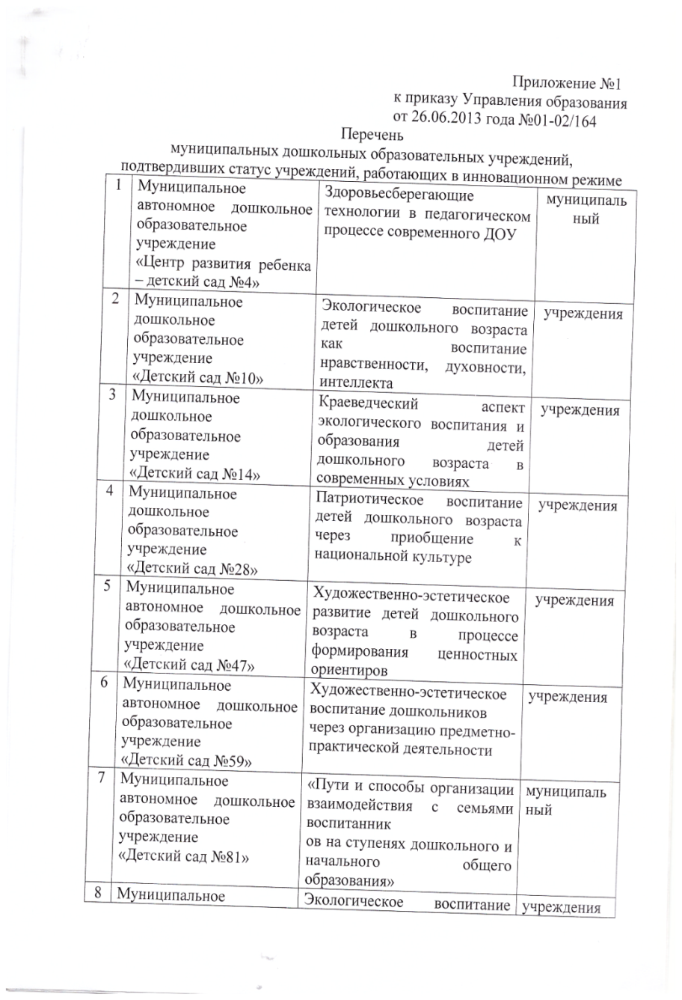 Приложение №1
к приказу Управления образования
от 26.06.2013 года №01-02/164
Перечень
муниципальных дошкольных образовательных учреждений,
подтвердивших статус учреждений, работающих в инновационном режиме
1
Муниципальное
автономное дошкольное
образовательное
учреждение
«Центр развития ребенка
– детский сад №4»
Здоровьесберегающие
технологии в педагогическом
процессе современного ДОУ
муниципаль
ный
2
Муниципальное
дошкольное
образовательное
учреждение
«Детский сад №10»
Экологическое воспитание
детей дошкольного возраста
как воспитание
нравственности, духовности,
интеллекта
учреждения
3
Муниципальное
дошкольное
образовательное
учреждение
«Детский сад №14»
Краеведческий аспект
экологического воспитания и
образования детей
дошкольного возраста в
современных условиях
учреждения
4
Муниципальное
дошкольное
образовательное
учреждение
«Детский сад №28»
Патриотическое воспитание
детей дошкольного возраста
через приобщение к
национальной культуре
учреждения
5
Муниципальное
автономное дошкольное
образовательное
учреждение
«Детский сад №47»
Художественно-эстетическое
развитие детей дошкольного
возраста в процессе
формирования ценностных
ориентиров
учреждения
6
Муниципальное
автономное дошкольное
образовательное
учреждение
«Детский сад №59»
Художественно-эстетическое
воспитание дошкольников
через организацию предметно-
практической деятельности
учреждения
7
Муниципальное
автономное дошкольное
образовательное
учреждение
«Детский сад №81»
«Пути и способы организации
взаимодействия с семьями
воспитанник
ов на ступенях дошкольного и
начального общего
образования»
муниципаль
ный
8
Муниципальное
Экологическое воспитание
учреждения